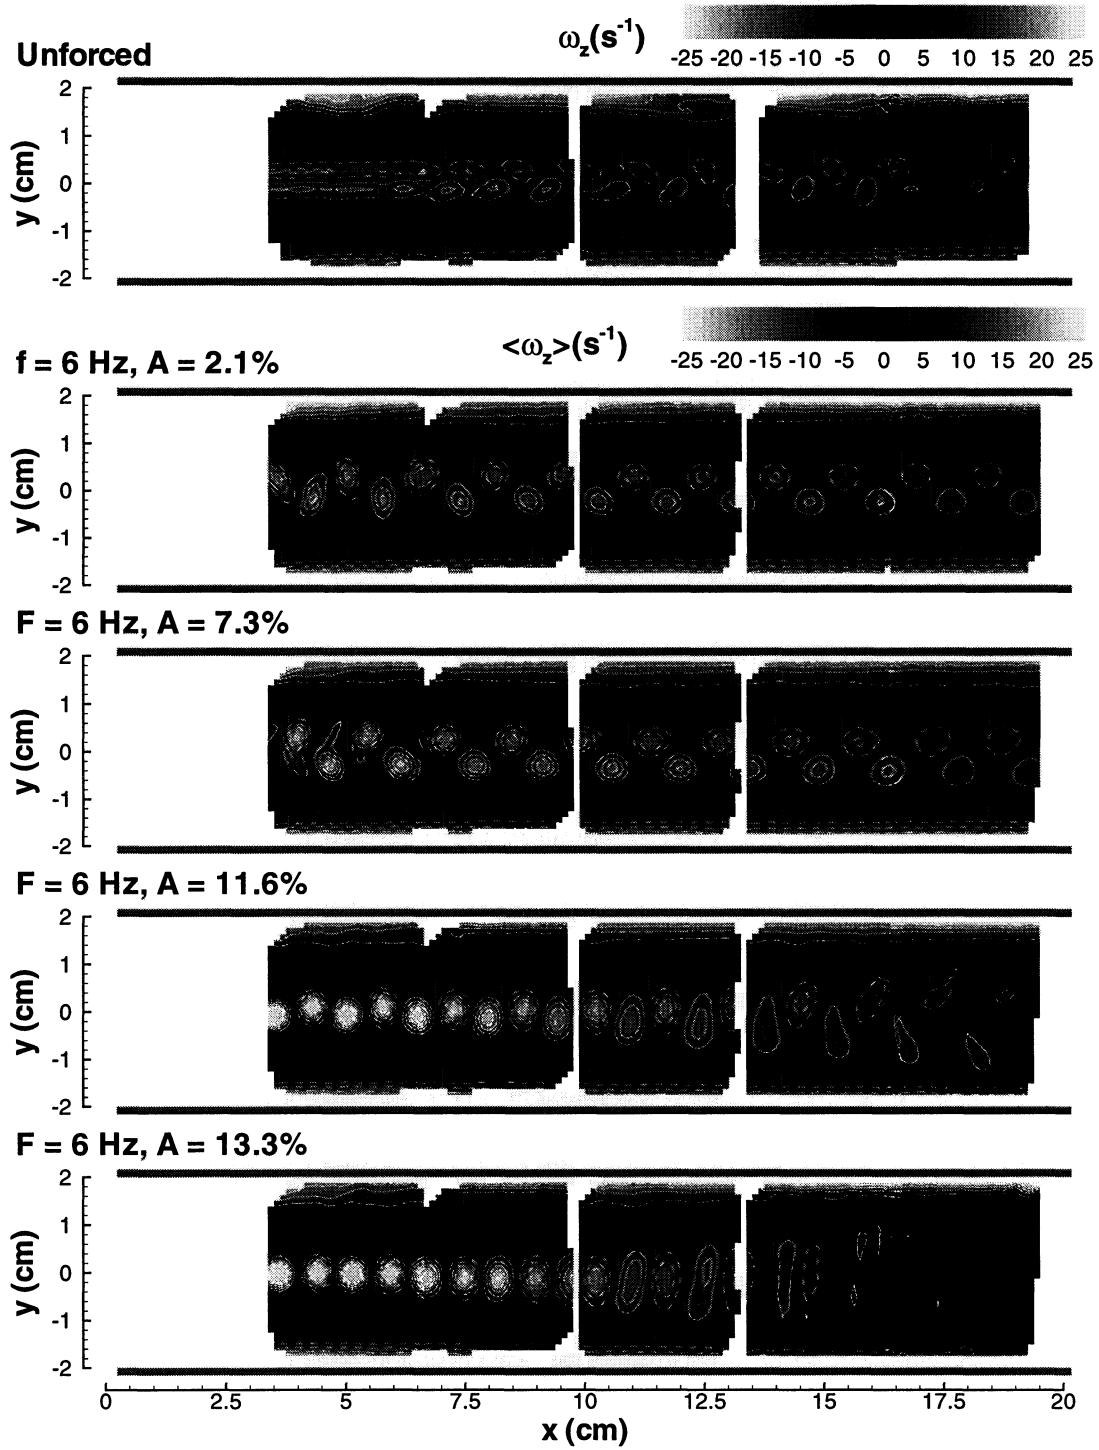 Unforced
ωz(s-1)
-25 -20 -15 -10 -5 0 5 10 15 20 25
y (cm)
2
1
0
-1
-2
<ωz>(s-1)
-25 -20 -15 -10 -5 0 5 10 15 20 25
f = 6 Hz, A = 2.1%
y (cm)
2
1
0
-1
-2
F = 6 Hz, A = 7.3%
y (cm)
2
1
0
-1
-2
F = 6 Hz, A = 11.6%
y (cm)
2
1
0
-1
-2
F = 6 Hz, A = 13.3%
y (cm)
2
1
0
-1
-2
0 2.5 5 7.5 10 12.5 15 17.5 20
x (cm)